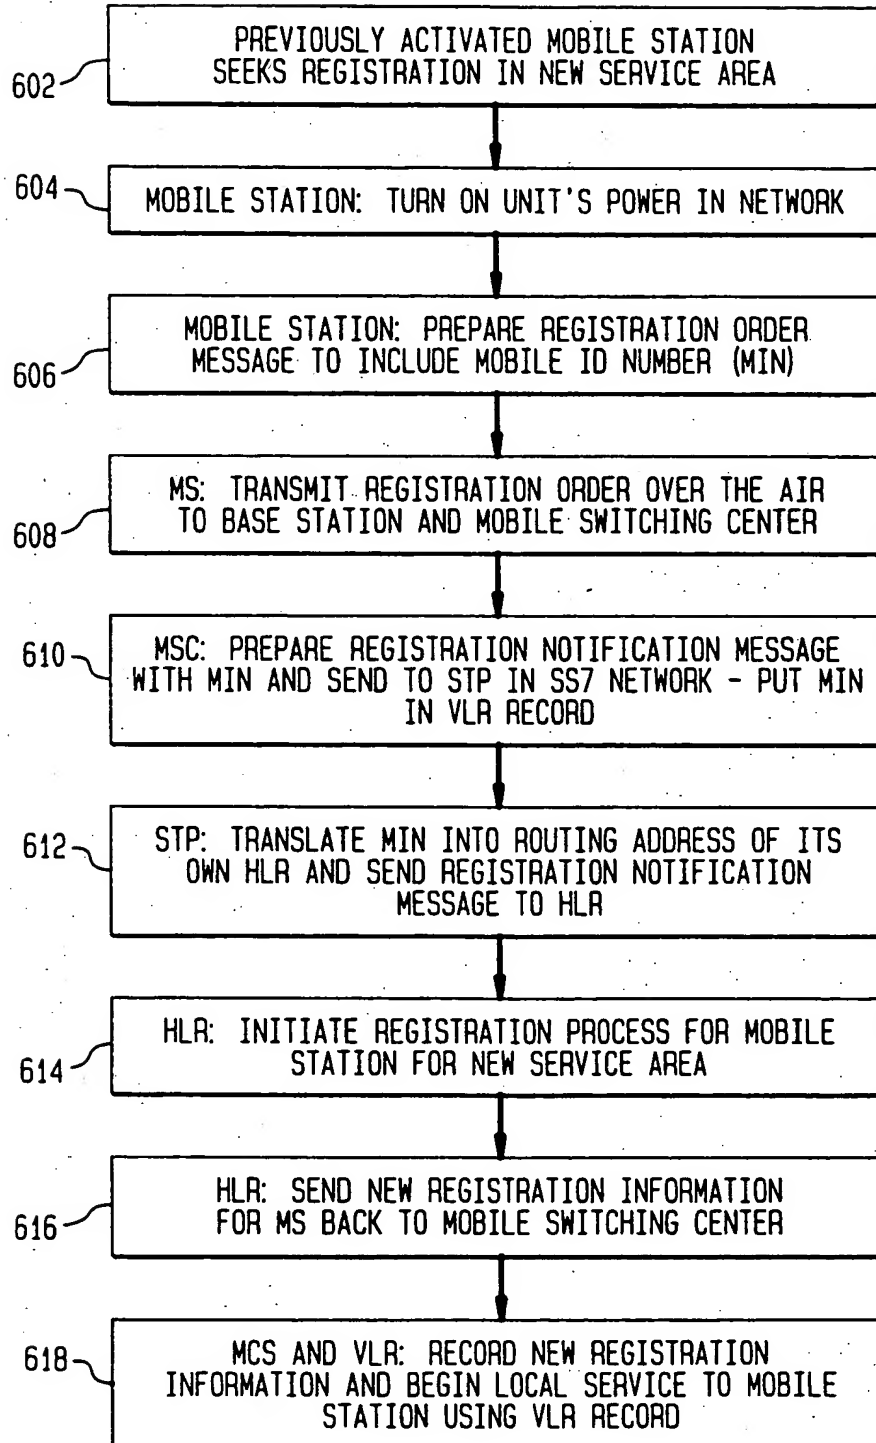 PREVIOUSLY ACTIVATED MOBILE STATION
SEEKS REGISTRATION IN NEW SERVICE AREA
602
604
MOBILE STATION: TURN ON UNIT'S POWER IN NETWORK
MOBILE STATION: PREPARE REGISTRATION ORDER
MESSAGE TO INCLUDE MOBILE ID NUMBER (MIN)
606
MS: TRANSMIT REGISTRATION ORDER OVER THE AIR
TO BASE STATION AND MOBILE SWITCHING CENTER
608
610
MSC: PREPARE REGISTRATION NOTIFICATION MESSAGE
WITH MIN AND SEND TO STP IN SS7 NETWORK - PUT MIN
IN VLR RECORD
612
STP: TRANSLATE MIN INTO ROUTING ADDRESS OF ITS
OWN HLR AND SEND REGISTRATION NOTIFICATION
MESSAGE TO HLR
HLR: INITIATE REGISTRATION PROCESS FOR MOBILE
STATION FOR NEW SERVICE AREA
614
HLR: SEND NEW REGISTRATION INFORMATION
FOR MS BACK TO MOBILE SWITCHING CENTER
616
618
MCS AND VLR: RECORD NEW REGISTRATION
INFORMATION AND BEGIN LOCAL SERVICE TO MOBILE
STATION USING VLR RECORD